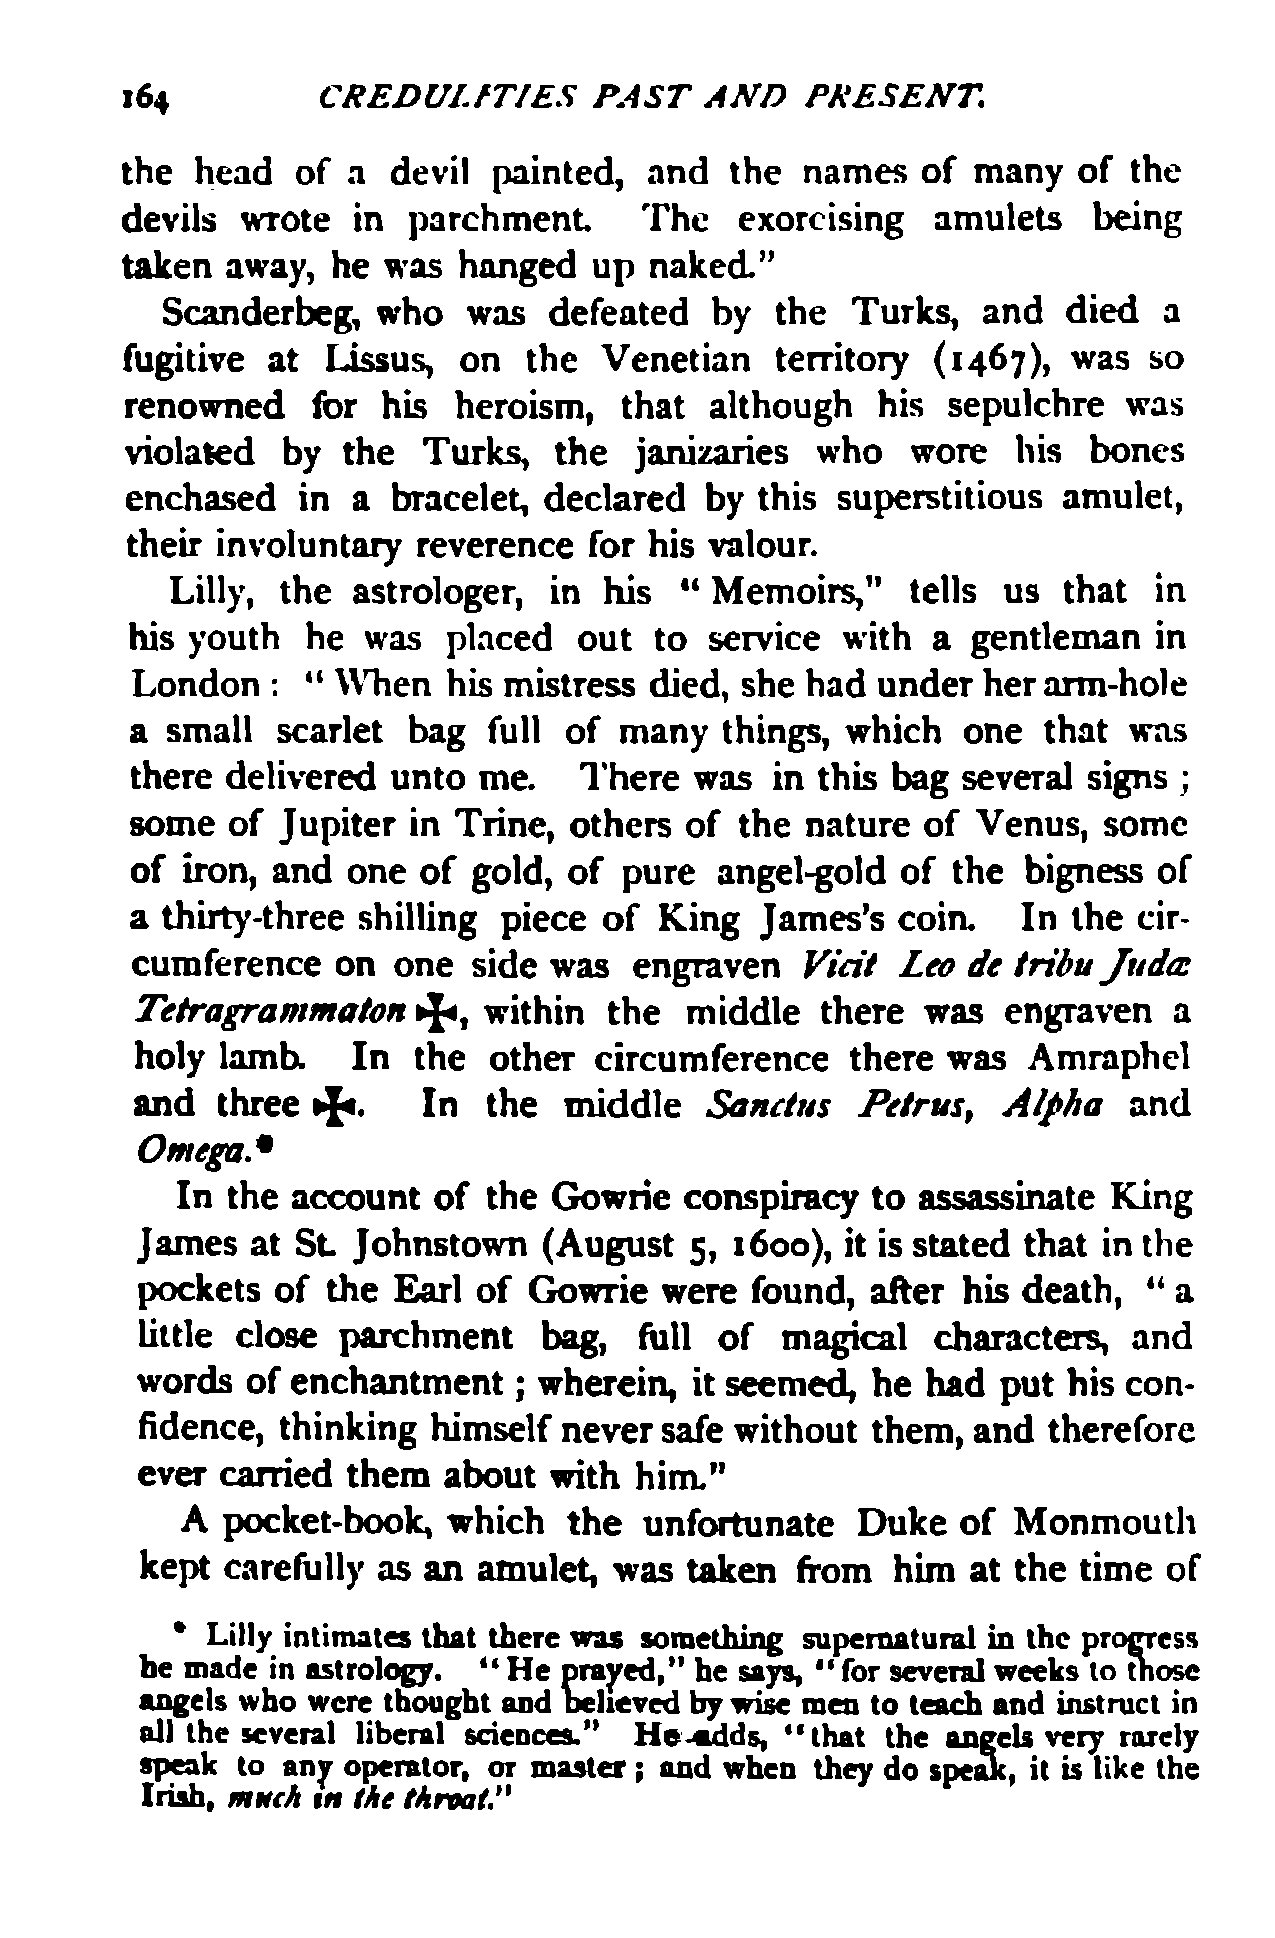 164 CREDULITIES PAST AND PRESENT.
the head of a devil painted, and the names of many of the
devils wrote in parchment. The exorcising amulets being
taken away, he was hanged up naked."
Scanderbeg, who was defeated by the Turks, and died a
fugitive at Lissus, on the Venetian territory (1467), was so
renowned for his heroism, that although his sepulchre was
violated by the Turks, the janizaries who wore his bones
enchased in a bracelet, declared by this superstitious amulet,
their involuntary reverence for his valour.
Lilly, the astrologer, in his "Memoirs," tells us that in
his youth he was placed out to service with a gentleman in
London : "When his mistress died, she had under her arm-hole
a small scarlet bag full of many things, which one that was
there delivered unto me. There was in this bag several signs ;
some of Jupiter in Trine, others of the nature of Venus, some
of iron, and one of gold, of pure angel-gold of the bigness of
a thirty-three shilling piece of King James's coin. In the cir-
cumference on one side was engraven Vicit Leo de tribu Judæ
Tetragrammaton ✠, within the middle there was engraven a
holy lamb. In the other circumference there was Amraphel
and three ✠. In the middle Sanctus Petrus, Alpha and
Omega.*
In the account of the Gowrie conspiracy to assassinate King
James at St. Johnstown (August 5, 1600), it is stated that in the
pockets of the Earl of Gowrie were found, after his death, "a
little close parchment bag, full of magical characters, and
words of enchantment ; wherein, it seemed, he had put his con-
fidence, thinking himself never safe without them, and therefore
ever carried them about with him."
A pocket-book, which the unfortunate Duke of Monmouth
kept carefully as an amulet, was taken from him at the time of
* Lilly intimates that there was something supernatural in the progress
he made in astrology. "He prayed," he says, "for several weeks to those
angels who were thought and believed by wise men to teach and instruct in
all the several liberal sciences." He adds, "that the angels very rarely
speak to any operator, or master ; and when they do speak, it is like the
Irish, much in the throat."